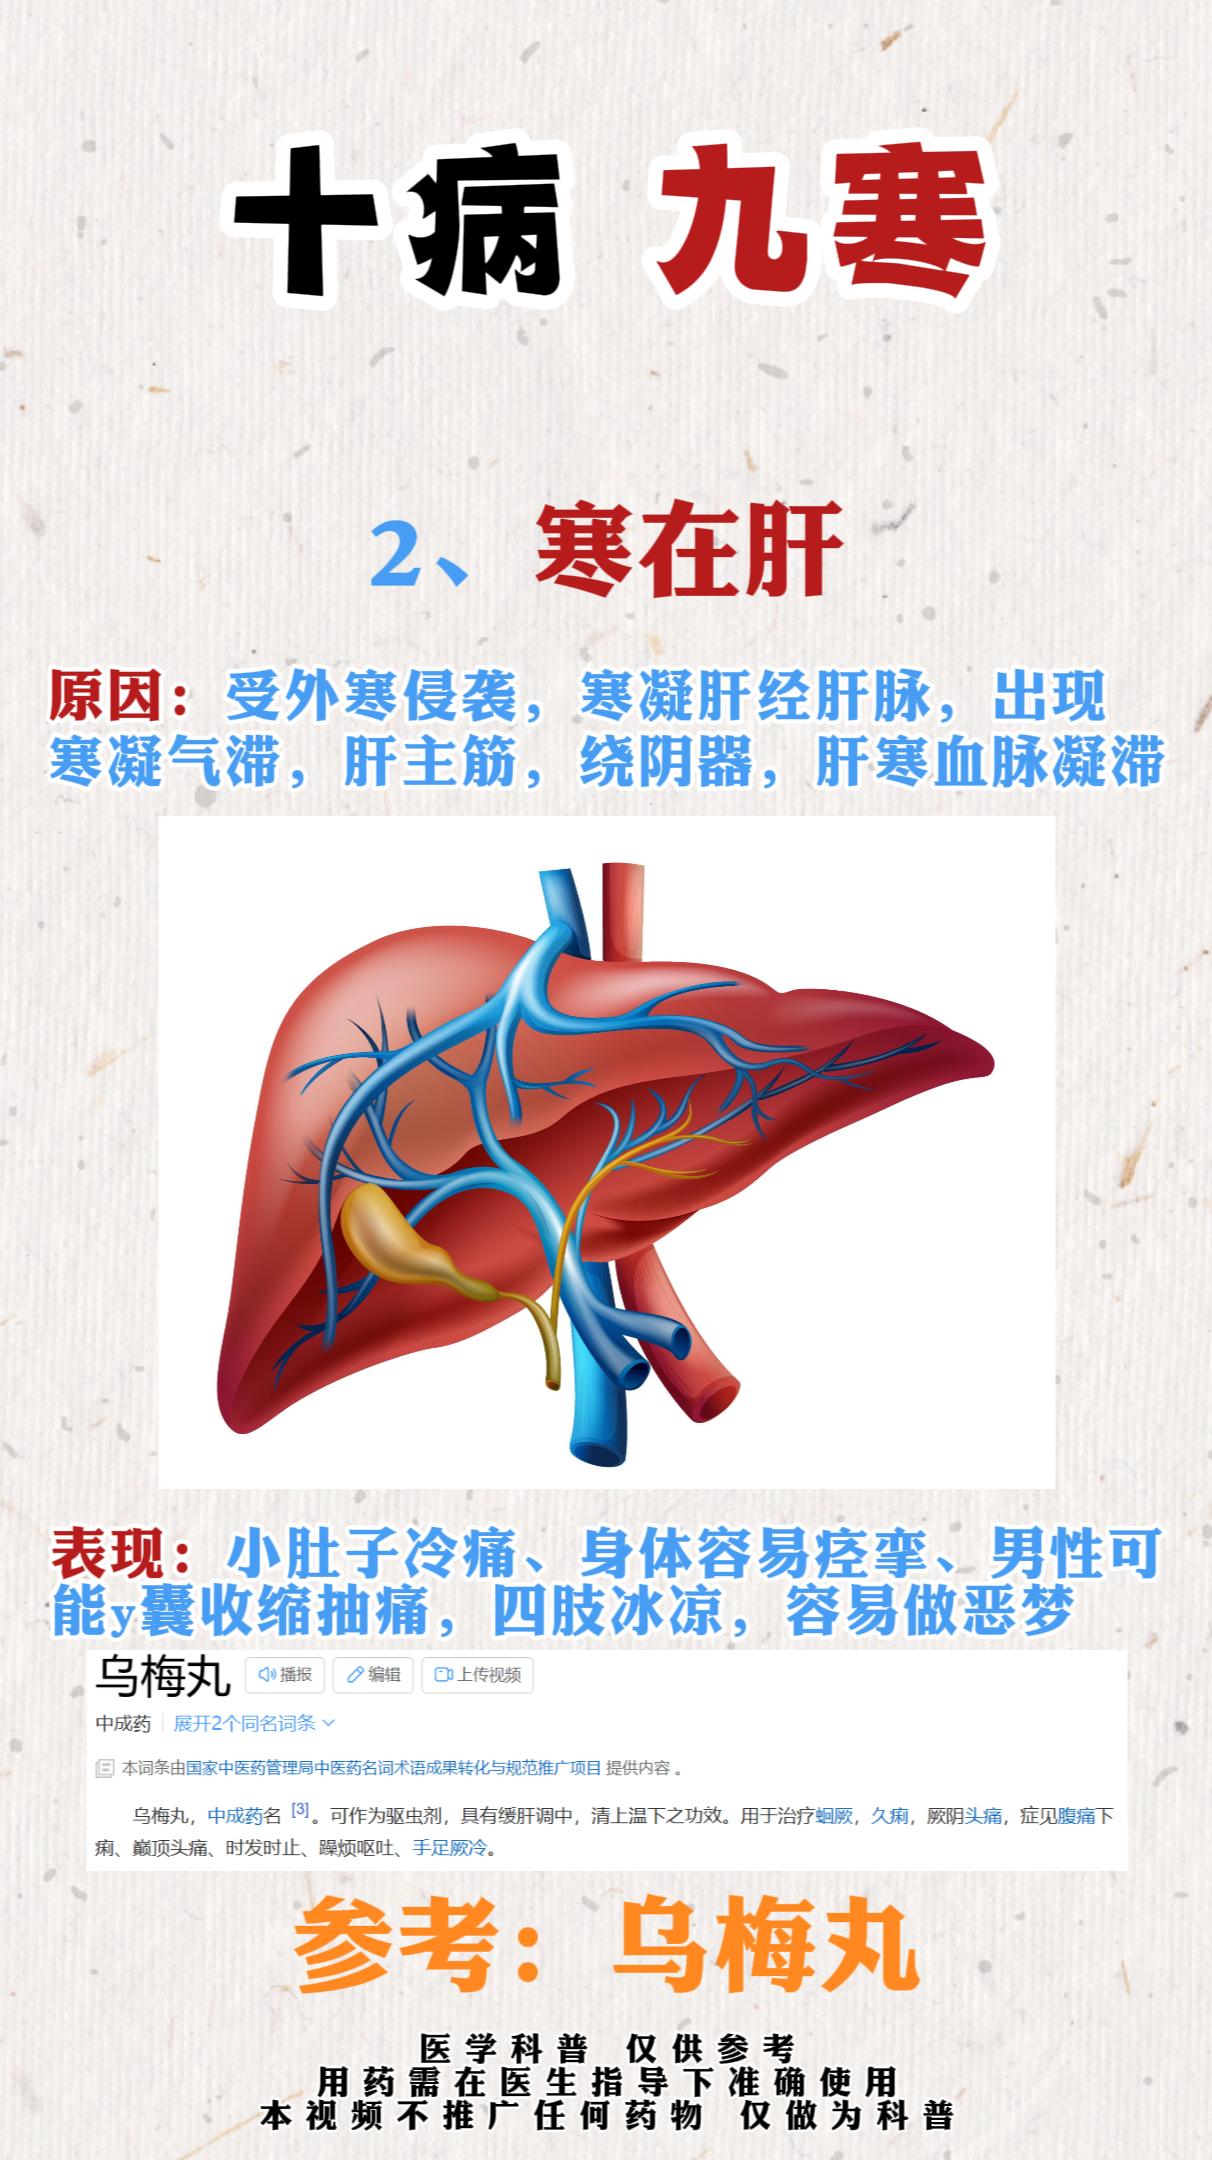 十病 九寒
2、寒在肝
原因：受外寒侵袭，寒凝肝经肝脉，出现
寒凝气滞，肝主筋，绕阴器，肝寒血脉凝滞
表现：小肚子冷痛、身体容易痉挛、男性可
能y囊收缩抽痛，四肢冰凉，容易做恶梦
乌梅丸 播报 编辑 上传视频
中成药 展开2个同名词条
本词条由国家中医药管理局中医药名词术语成果转化与规范推广项目 提供内容 。
乌梅丸，中成药名 [3] 。可作为驱虫剂，具有缓肝调中，清上温下之功效。用于治疗蛔厥，久痢，厥阴头痛，症见腹痛下
痢、巅顶头痛、时发时止、躁烦呕吐、手足厥冷。
参考：乌梅丸
医学科普 仅供参考
用药需在医生指导下准确使用
本视频不推广任何药物 仅做为科普